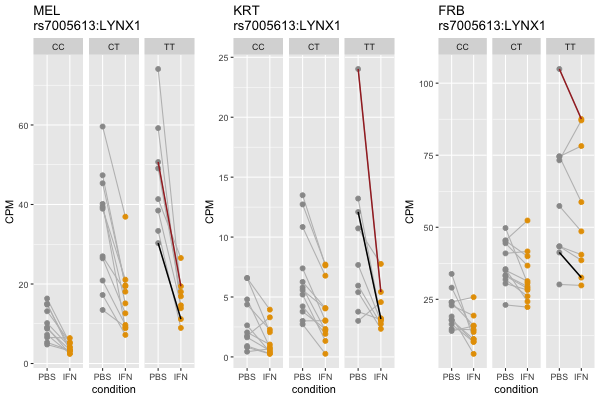 MEL
rs7005613:LYNX1
CC CT TT
CPM
60
40
20
0
PBS IFN PBS IFN PBS IFN
condition
KRT
rs7005613:LYNX1
CC CT TT
CPM
25
20
15
10
5
0
PBS IFN PBS IFN PBS IFN
condition
FRB
rs7005613:LYNX1
CC CT TT
CPM
100
75
50
25
PBS IFN PBS IFN PBS IFN
condition